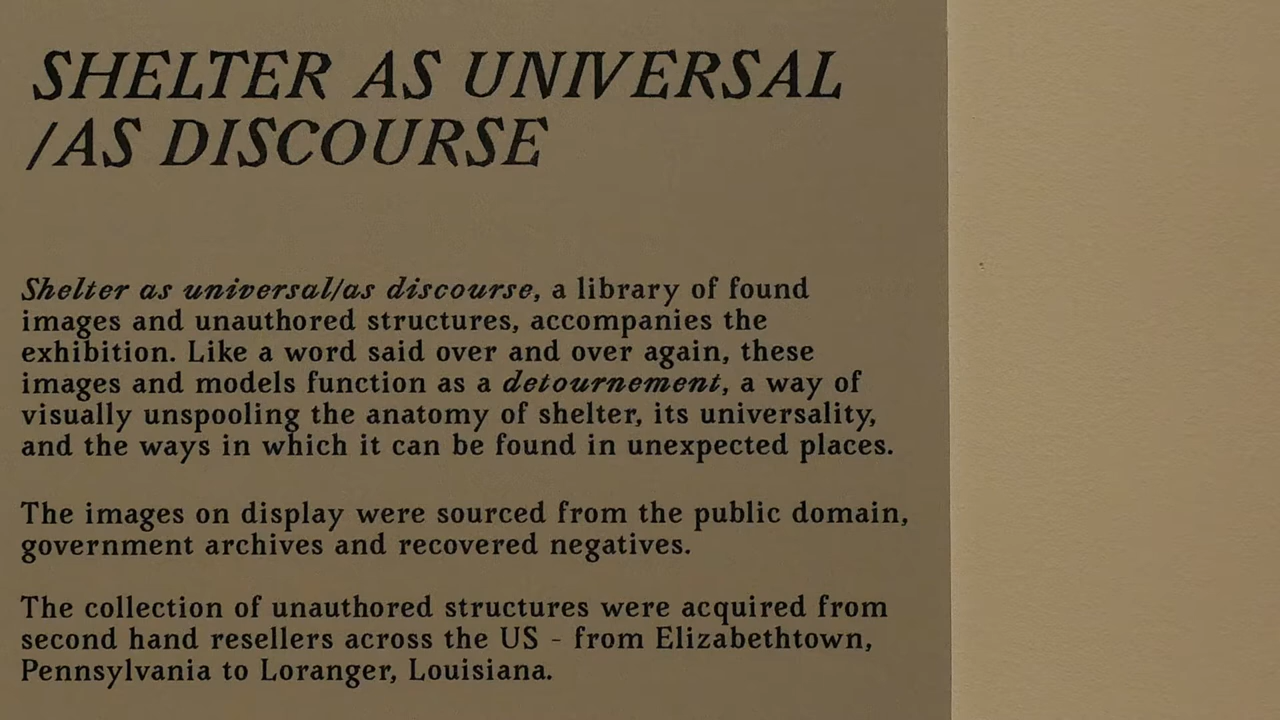 SHELTER AS UNIVERSAL
/AS DISCOURSE
Shelter as universal/as discourse, a library of found
images and unauthored structures, accompanies the
exhibition. Like a word said over and over again, these
images and models function as a detournement, a way of
visually unspooling the anatomy of shelter, its universality,
and the ways in which it can be found in unexpected places.
The images on display were sourced from the public domain,
government archives and recovered negatives.
The collection of unauthored structures were acquired from
second hand resellers across the US - from Elizabethtown,
Pennsylvania to Loranger, Louisiana.